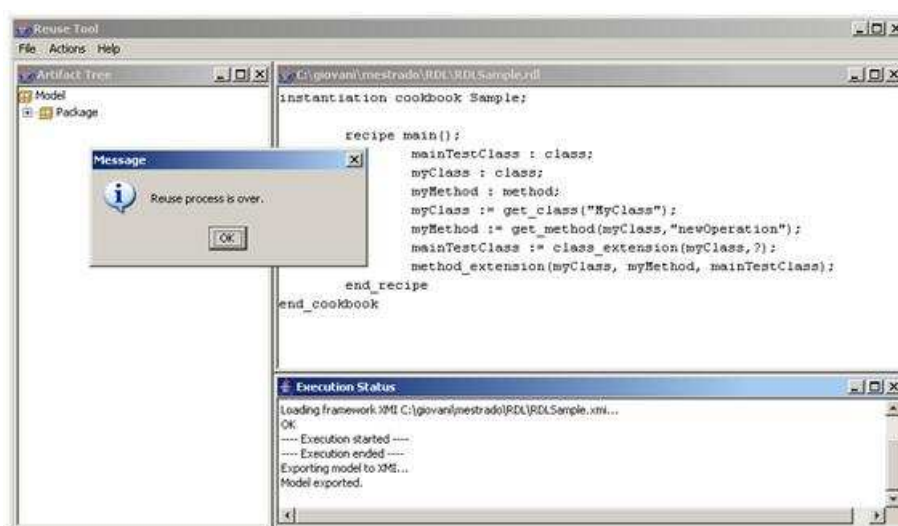 Reuse Tool
File Actions Help
Artifact Tree
Model
Package
Message
Reuse process is over.
OK
C:\giovani\mestrado\RDL\RDLSample.rdl
instantiation cookbook Sample;
recipe main();
mainTestClass : class;
myClass : class;
myMethod : method;
myClass := get_class("MyClass");
myMethod := get_method(myClass,"newOperation");
mainTestClass := class_extension(myClass,?);
method_extension(myClass, myMethod, mainTestClass);
end_recipe
end_cookbook
Execution Status
Loading framework XMI C:\giovani\mestrado\RDL\RDLSample.xmi...
OK
---- Execution started ----
---- Execution ended ----
Exporting model to XMI...
Model exported.